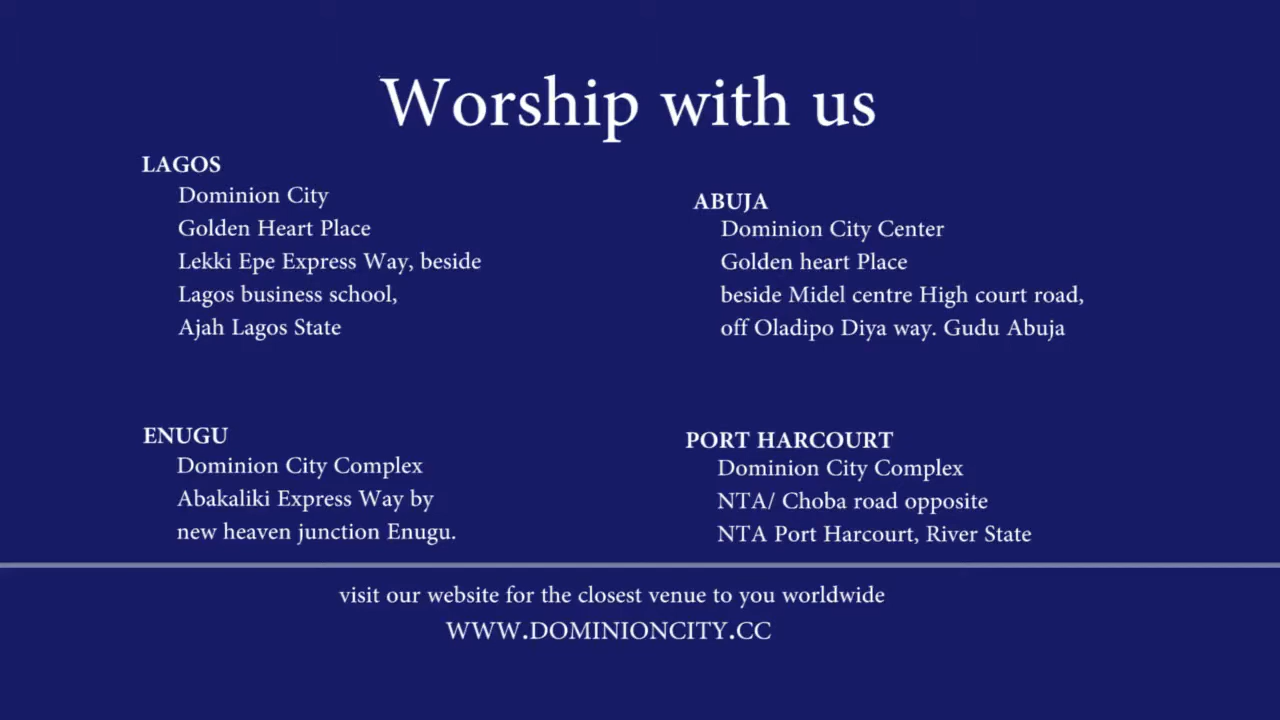 Worship with us
LAGOS
Dominion City
Golden Heart Place
Lekki Epe Express Way, beside
Lagos business school,
Ajah Lagos State
ABUJA
Dominion City Center
Golden heart Place
beside Midel centre High court road,
off Oladipo Diya way. Gudu Abuja
ENUGU
Dominion City Complex
Abakaliki Express Way by
new heaven junction Enugu.
PORT HARCOURT
Dominion City Complex
NTA/ Choba road opposite
NTA Port Harcourt, River State
visit our website for the closest venue to you worldwide
WWW.DOMINIONCITY.CC